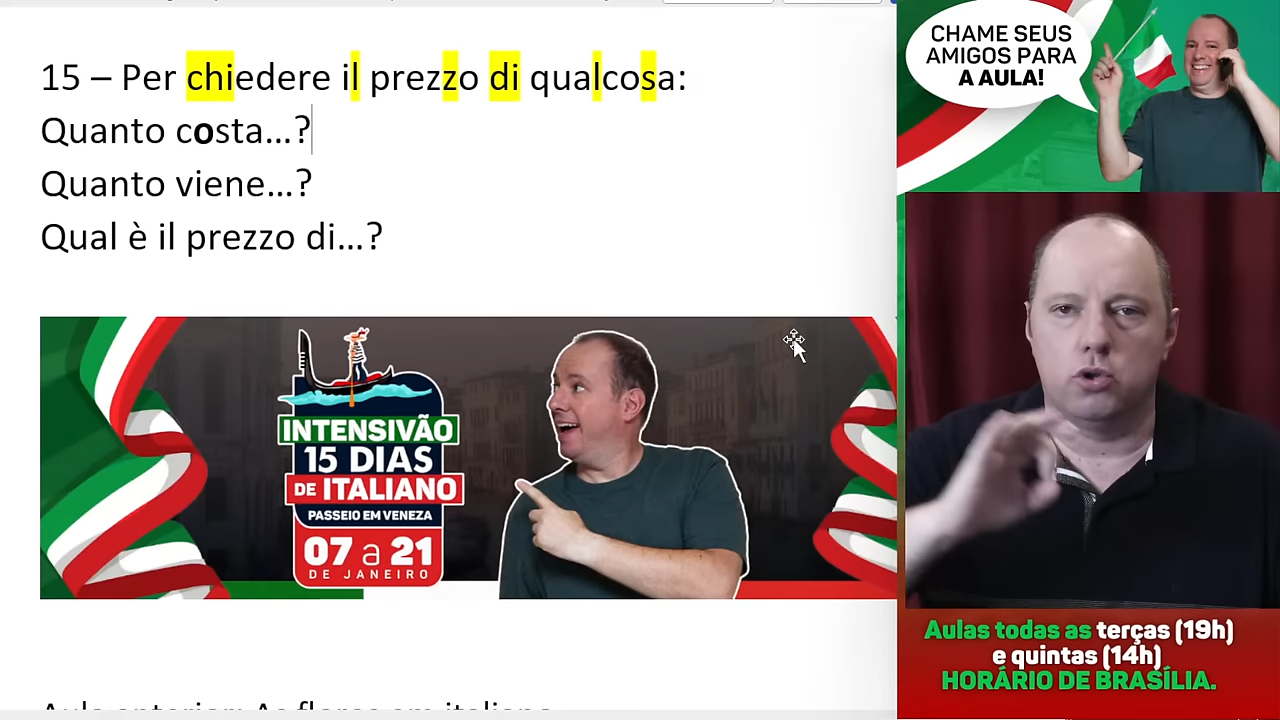 15 – Per chiedere il prezzo di qualcosa:
Quanto costa...?
Quanto viene...?
Qual è il prezzo di...?
INTENSIVÃO
15 DIAS
DE ITALIANO
PASSEIO EM VENEZA
07 a 21
DE JANEIRO
CHAME SEUS
AMIGOS PARA
A AULA!
Aulas todas as terças (19h)
e quintas (14h)
HORÁRIO DE BRASÍLIA.